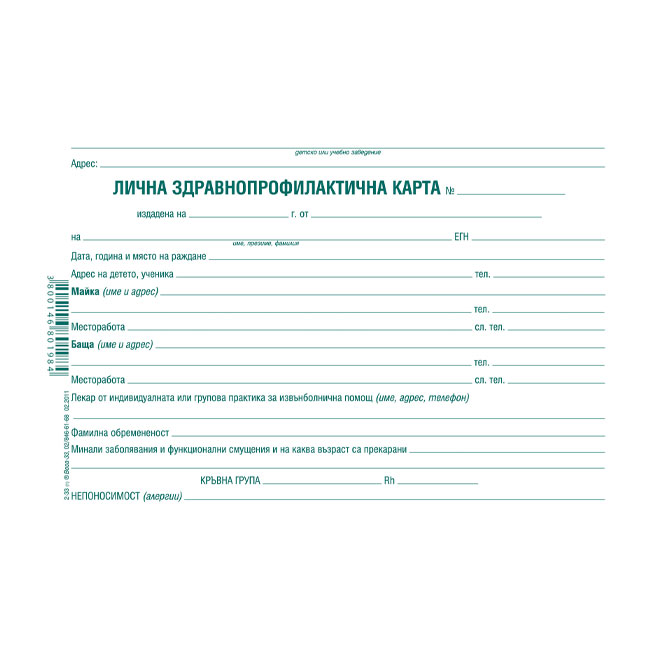 детско или учебно заведение
Адрес:
ЛИЧНА ЗДРАВНОПРОФИЛАКТИЧНА КАРТА №
издадена на г. от
на ЕГН
име, презиме, фамилия
Дата, година и място на раждане
Адрес на детето, ученика тел.
Майка (име и адрес)
тел.
Месторабота сл. тел.
Баща (име и адрес)
тел.
Месторабота сл. тел.
Лекар от индивидуалната или групова практика за извънболнична помощ (име, адрес, телефон)
Фамилна обремененост
Минали заболявания и функционални смущения и на каква възраст са прекарани
КРЪВНА ГРУПА Rh
НЕПОНОСИМОСТ (алергии)
3800146801984
2-33 ® Вога 33, 02/946-61-68 02.2011